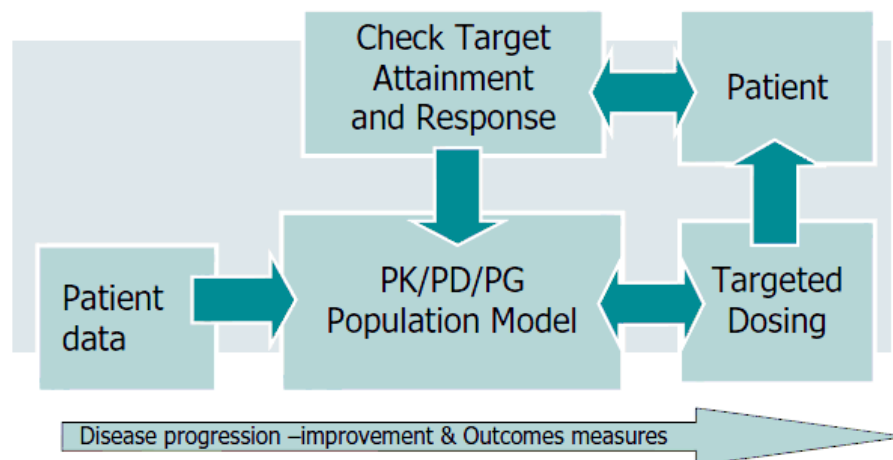 Check Target
Attainment
and Response
Patient
Patient
data
PK/PD/PG
Population Model
Targeted
Dosing
Disease progression –improvement & Outcomes measures